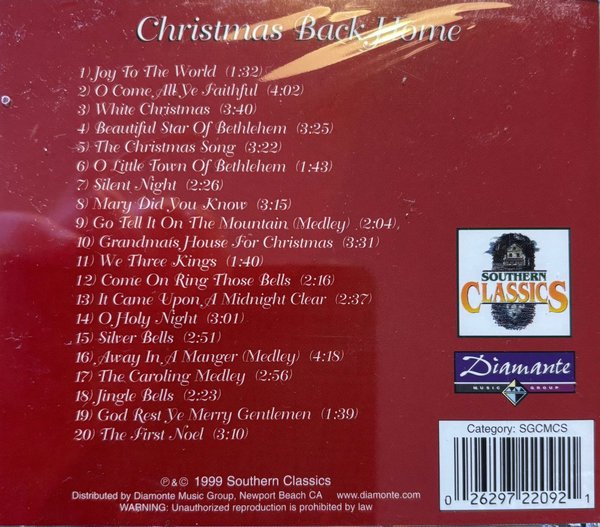 Christmas Back Home
1) Joy To The World (1:32)
2) O Come All Ye Faithful (4:02)
3) White Christmas (3:40)
4) Beautiful Star Of Bethlehem (3:25)
5) The Christmas Song (3:22)
6) O Little Town Of Bethlehem (1:43)
7) Silent Night (2:26)
8) Mary Did You Know (3:15)
9) Go Tell It On The Mountain (Medley) (2:04)
10) Grandma's House For Christmas (3:31)
11) We Three Kings (1:40)
12) Come On Ring Those Bells (2:16)
13) It Came Upon A Midnight Clear (2:37)
14) O Holy Night (3:01)
15) Silver Bells (2:51)
16) Away In A Manger (Medley) (4:18)
17) The Caroling Medley (2:56)
18) Jingle Bells (2:23)
19) God Rest Ye Merry Gentlemen (1:39)
20) The First Noel (3:10)
SOUTHERN
CLASSICS
Diamante
MUSIC GROUP
Category: SGCMCS
0 26297 22092 1
℗ & © 1999 Southern Classics
Distributed by Diamonte Music Group, Newport Beach CA www.diamonte.com
WARNING: Unauthorized reproduction is prohibited by law